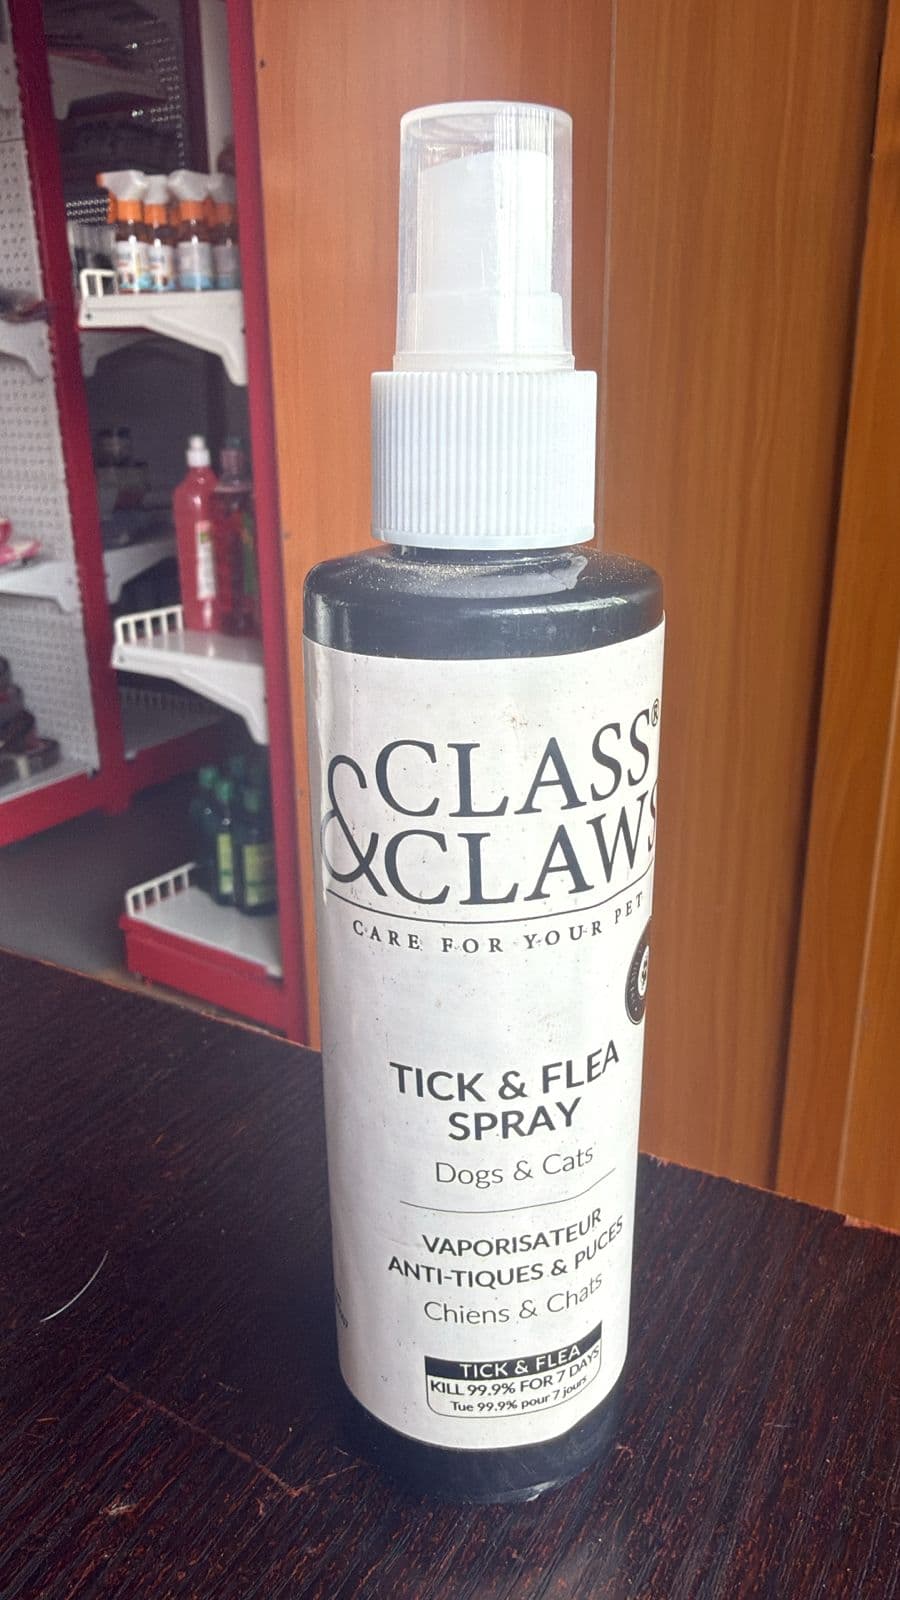 CLASS®
&CLAWS
CARE FOR YOUR PET
TICK & FLEA
SPRAY
Dogs & Cats
VAPORISATEUR
ANTI-TIQUES & PUCES
Chiens & Chats
TICK & FLEA
KILL 99.9% FOR 7 DAYS
Tue 99.9% pour 7 jours